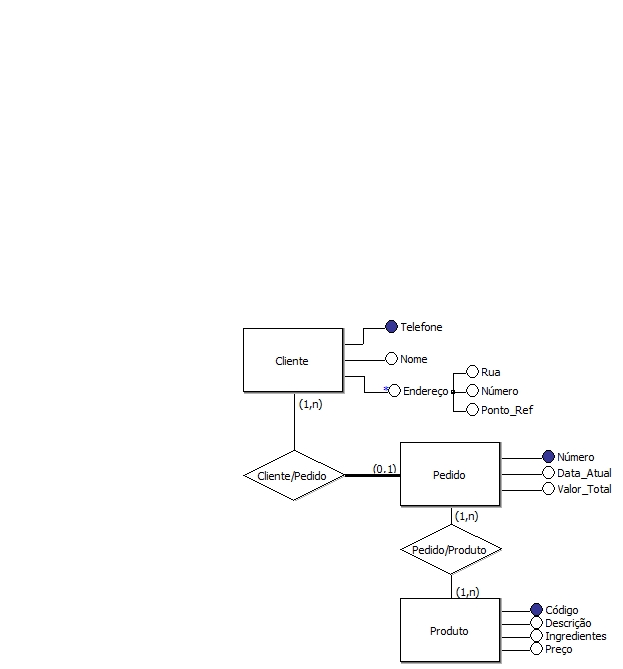 Telefone
Cliente
Nome
Rua
*
Endereço
Número
Ponto_Ref
(1,n)
Cliente/Pedido
(0.1)
Pedido
Número
Data_Atual
Valor_Total
(1,n)
Pedido/Produto
(1,n)
Produto
Código
Descrição
Ingredientes
Preço